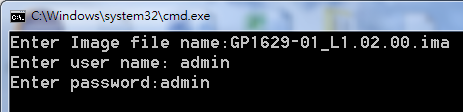 C:\Windows\system32\cmd.exe
Enter Image file name:GP1629-01_L1.02.00.ima
Enter user name: admin
Enter password:admin